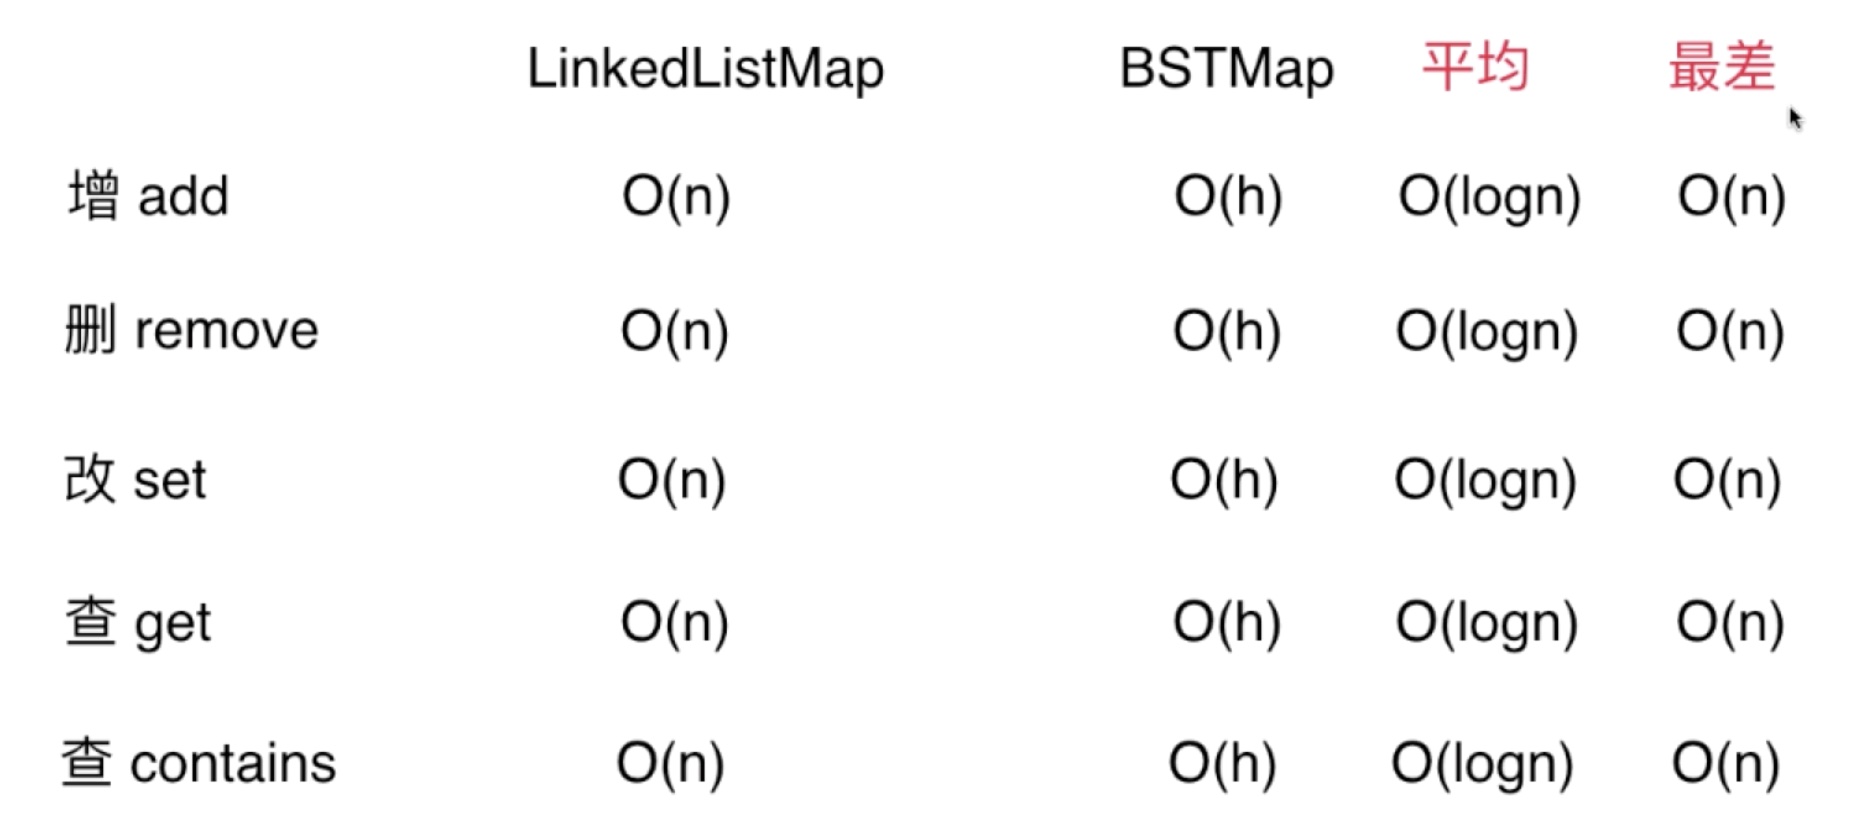 LinkedListMap BSTMap 平均 最差
增 add O(n) O(h) O(logn) O(n)
删 remove O(n) O(h) O(logn) O(n)
改 set O(n) O(h) O(logn) O(n)
查 get O(n) O(h) O(logn) O(n)
查 contains O(n) O(h) O(logn) O(n)